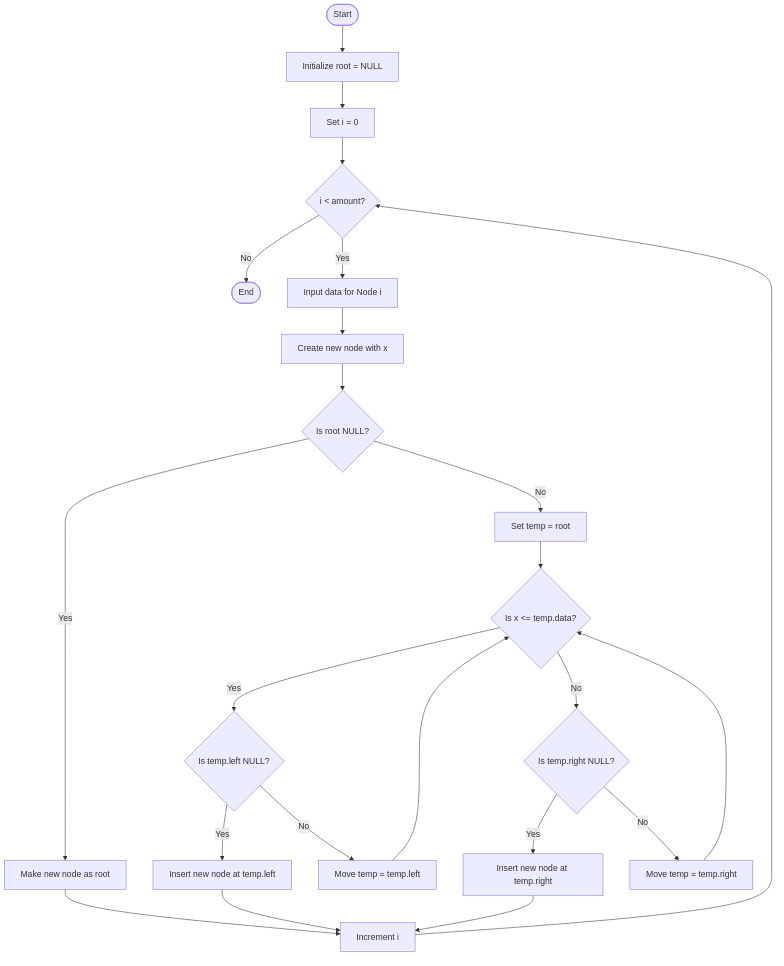 Start
Initialize root = NULL
Set i = 0
i < amount?
No
Yes
End
Input data for Node i
Create new node with x
Is root NULL?
No
Set temp = root
Yes
Is x <= temp.data?
Yes
No
Is temp.left NULL?
Is temp.right NULL?
Yes
No
Yes
No
Make new node as root
Insert new node at temp.left
Move temp = temp.left
Insert new node at
temp.right
Move temp = temp.right
Increment i